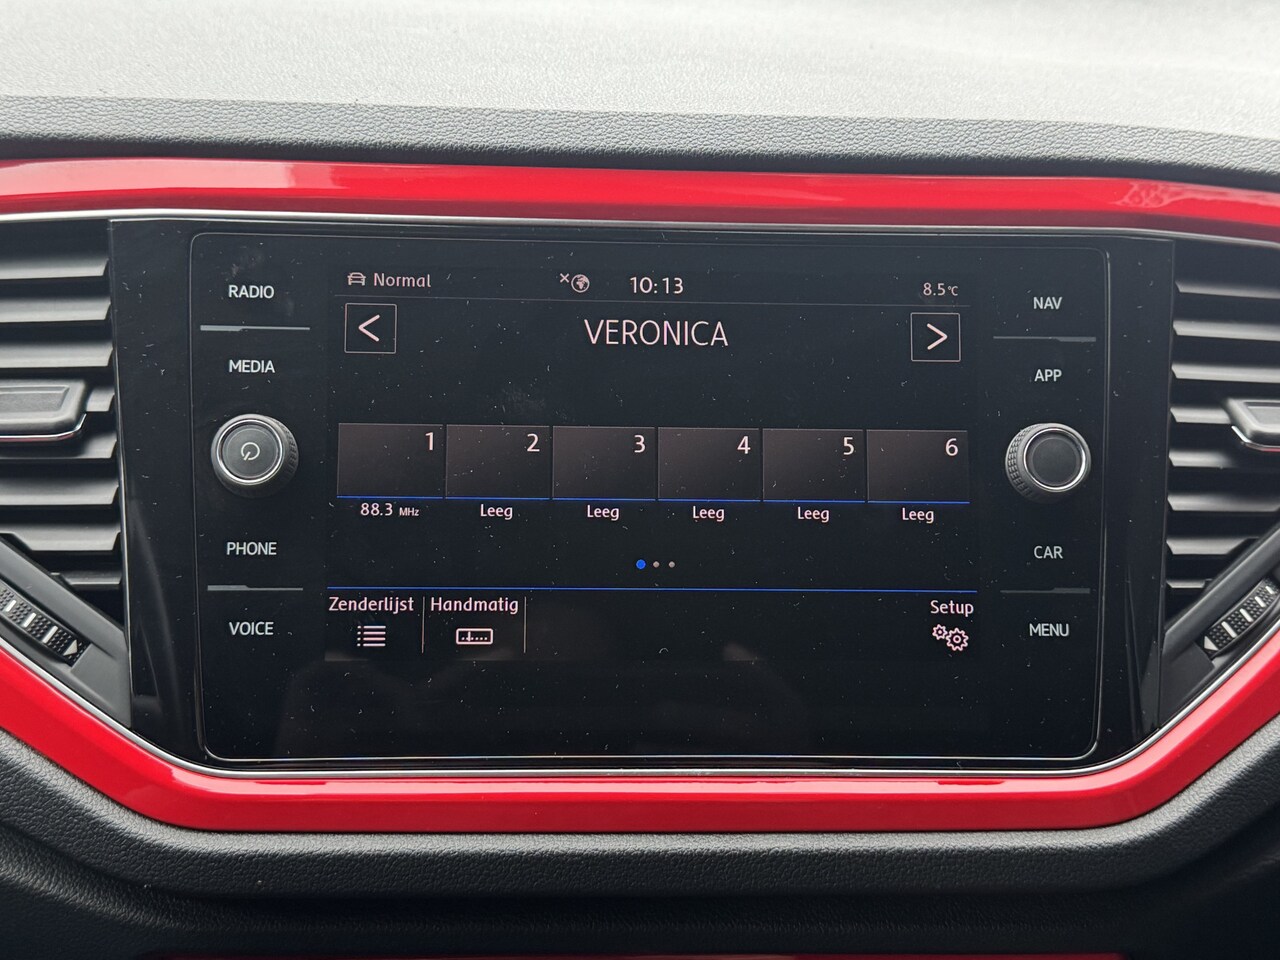 RADIO
MEDIA
PHONE
VOICE
Normal
10:13
8.5°C
<
VERONICA
>
1 2 3 4 5 6
88.3 MHz Leeg Leeg Leeg Leeg Leeg
Zenderlijst Handmatig Setup
NAV
APP
CAR
MENU